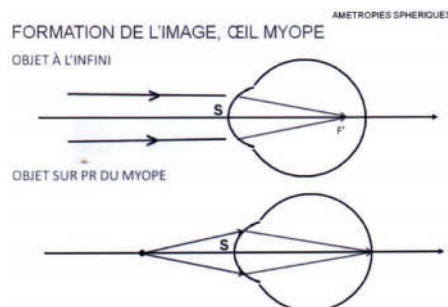 AMETROPIES SPHERIQUES
FORMATION DE L'IMAGE, ŒIL MYOPE
OBJET À L'INFINI
S
F'
OBJET SUR PR DU MYOPE
S